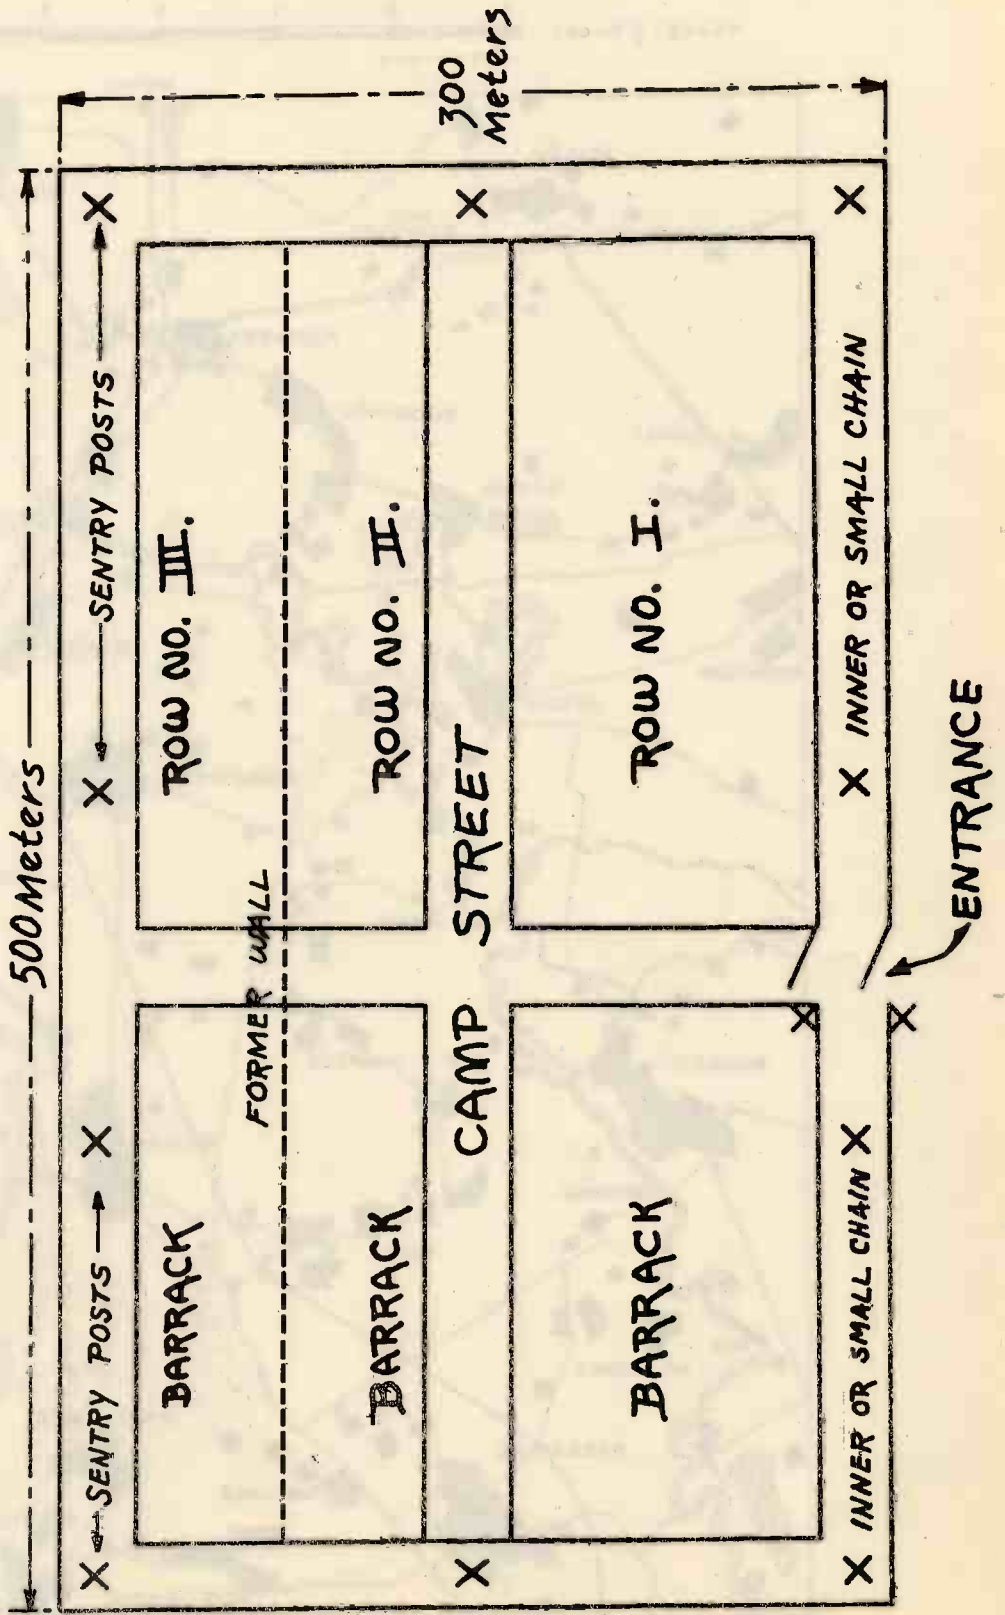 500 Meters
X SENTRY POSTS X
X SENTRY POSTS X
BARRACK
ROW NO. III.
FORMER WALL
BARRACK
ROW NO. II.
X
CAMP STREET
X
300
Meters
BARRACK
ROW NO. I.
X
X INNER OR SMALL CHAIN X
X INNER OR SMALL CHAIN X
X
ENTRANCE